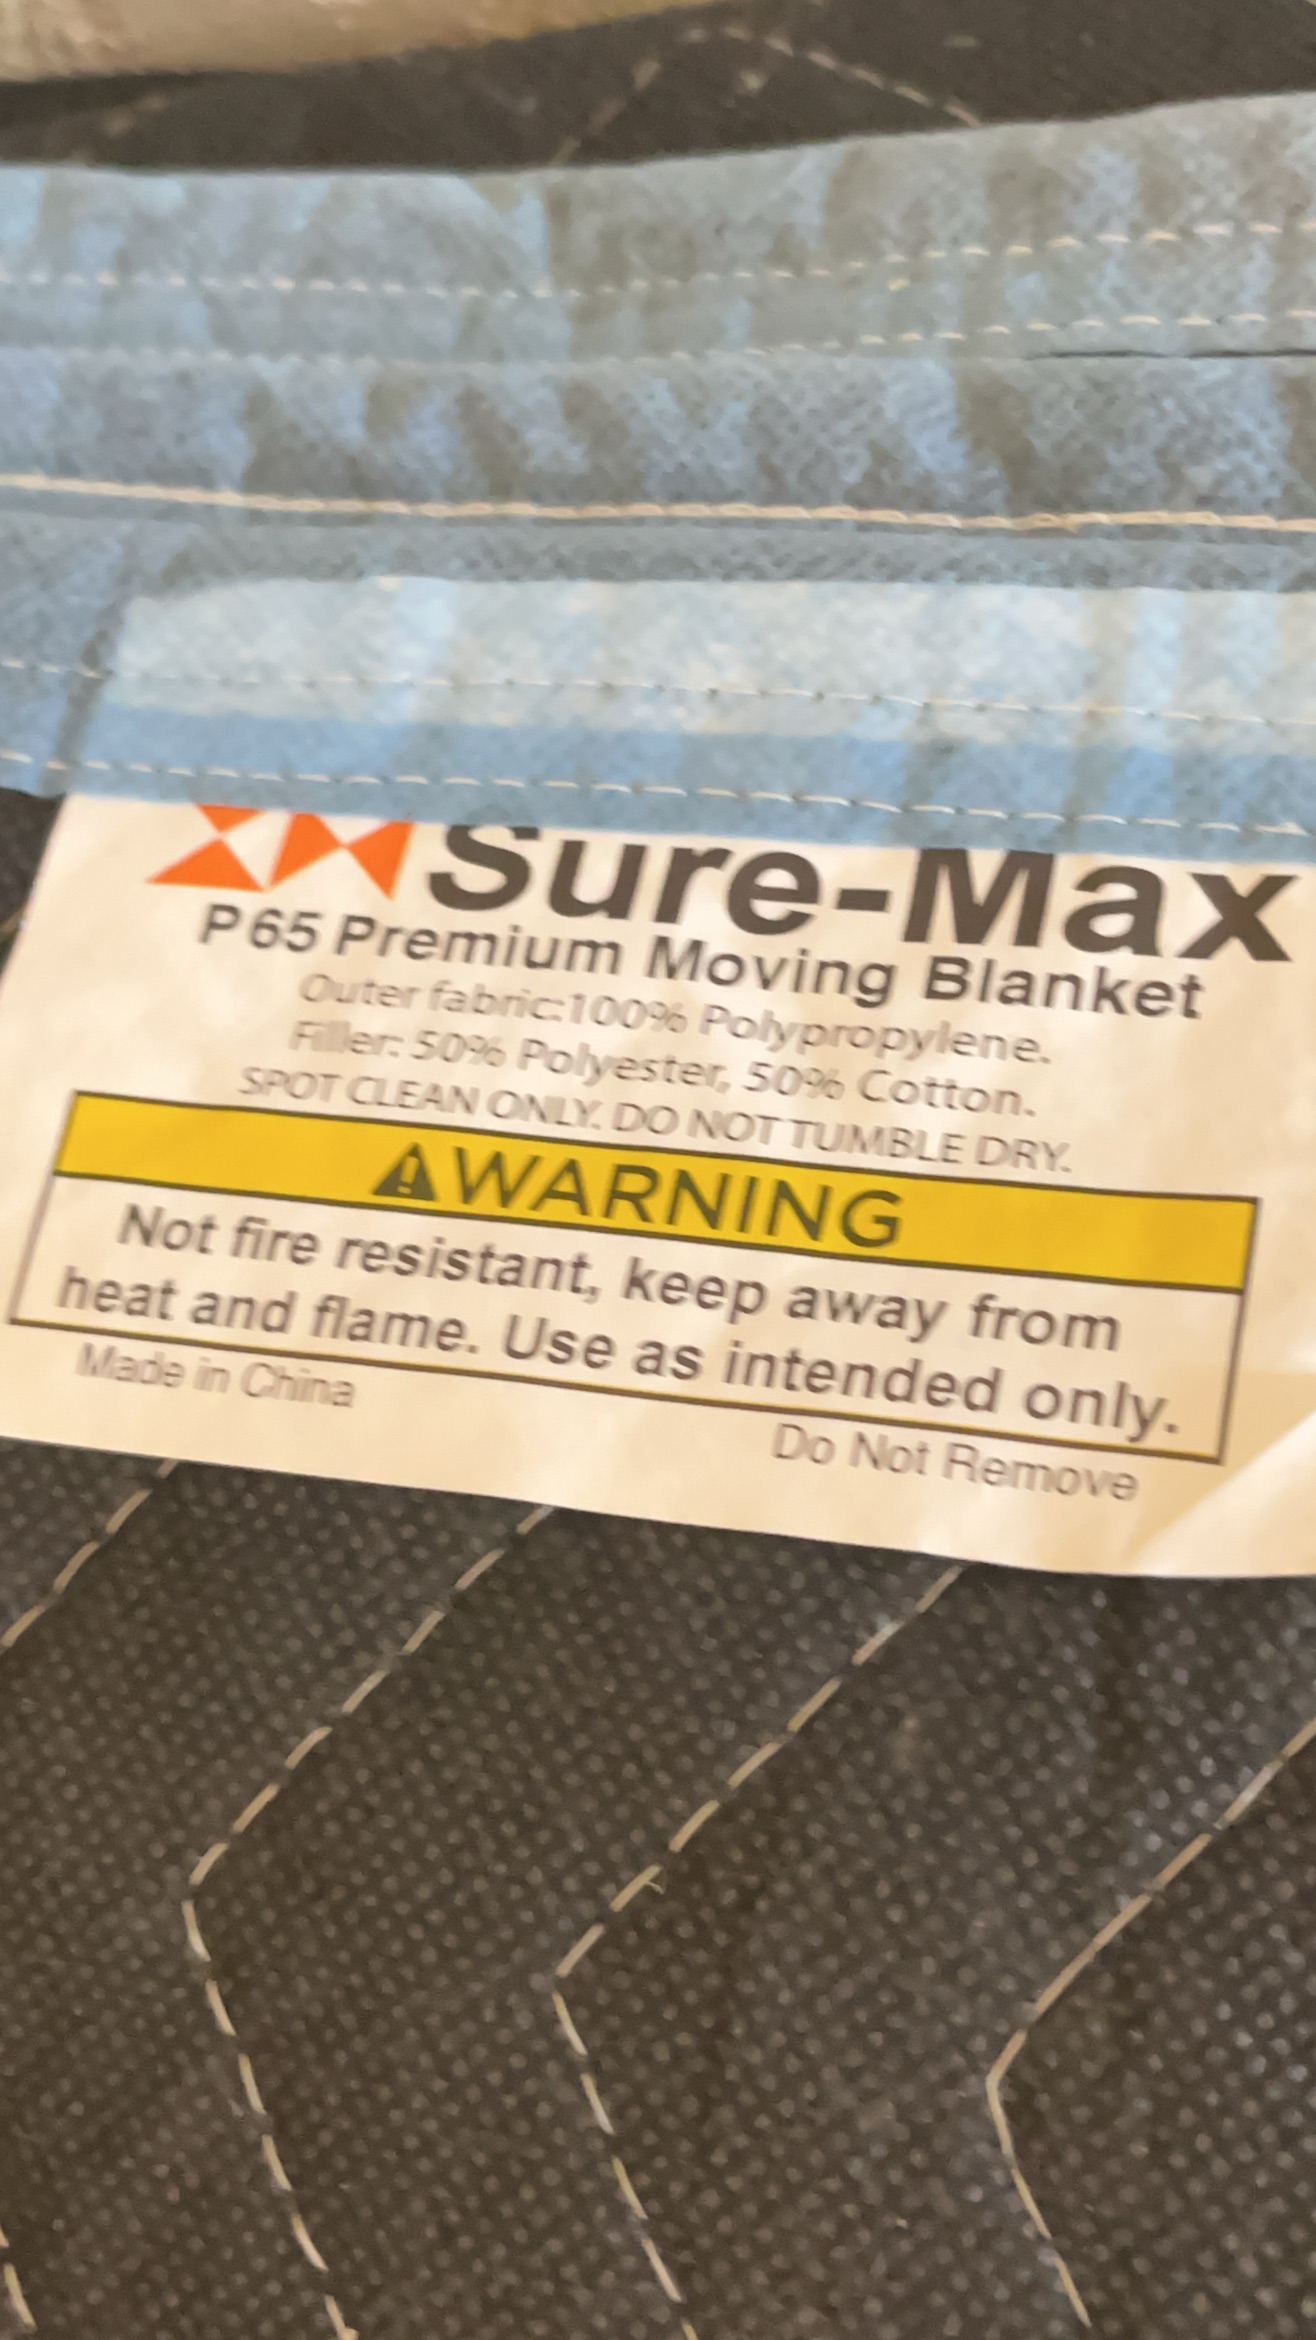 Sure-Max
P65 Premium Moving Blanket
Outer fabric:100% Polypropylene.
Filler: 50% Polyester, 50% Cotton.
SPOT CLEAN ONLY. DO NOT TUMBLE DRY.
WARNING
Not fire resistant, keep away from
heat and flame. Use as intended only.
Made in China
Do Not Remove